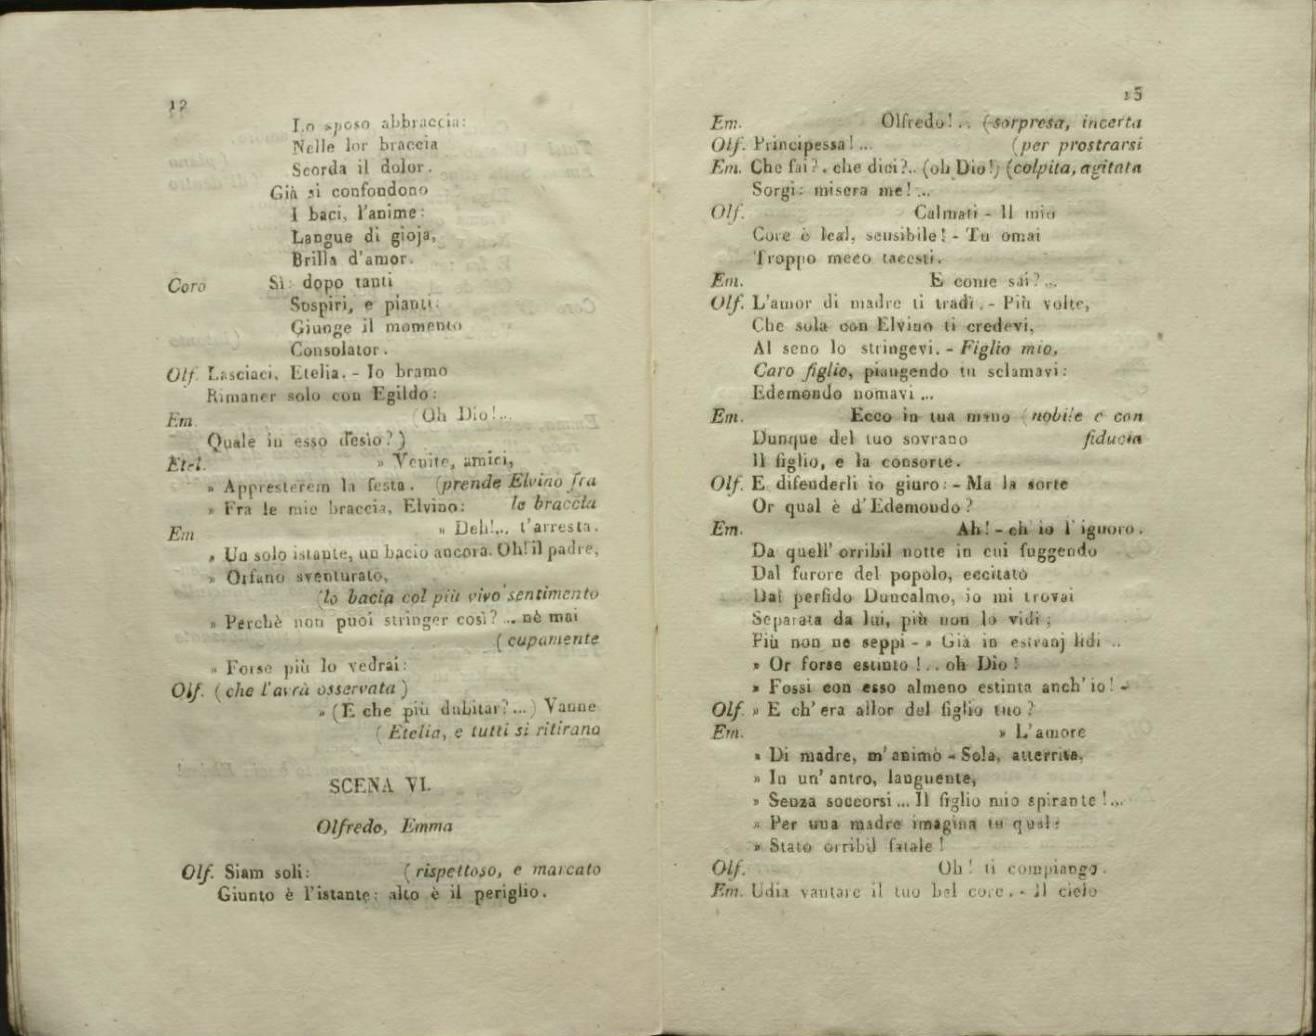 12
Lo sposo abbraccia:
Nelle lor braccia
Scorda il dolor.
Già si confondono
I baci, l'anime:
Langue di gioja,
Brilla d'amor.
Coro Sì: dopo tanti
Sospiri, e pianti:
Giunge il momento
Consolator.
Olf. Lasciaci, Etelia. - Io bramo
Rimaner solo con Egildo:
Em. (Oh Dio!...
Quale in esso desìo?)
Etel. » Venite, amici,
» Appresterem la festa. (prende Elvino fra
» Fra le mie braccia, Elvino: le braccia
Em » Deh!... t'arresta.
» Un solo istante, un bacio ancora. Oh! il padre,
» Orfano sventurato,
(lo bacia col più vivo sentimento
» Perchè non puoi stringer così? ... nè mai
(cupamente
» Forse più lo vedrai:
Olf. (che l'avrà osservata)
» (E che più dubitar?...) Vanne
(Etelia, e tutti si ritirano
SCENA VI.
Olfredo, Emma
Olf. Siam soli: (rispettoso, e marcato
Giunto è l'istante: alto è il periglio.
15
Em. Olfredo!... (sorpresa, incerta
Olf. Principessa! ... (per prostrarsi
Em. Che fai?. che dici?.. (oh Dio!) (colpita, agitata
Sorgi: misera me! ...
Olf. Calmati - Il mio
Core è leal, sensibile! - Tu omai
Troppo meco tacesti.
Em. E come sai? ...
Olf. L'amor di madre ti tradì. - Più volte,
Che sola con Elvino ti credevi,
Al seno lo stringevi. - Figlio mio,
Caro figlio, piangendo tu sclamavi:
Edemondo nomavi ...
Em. Ecco in tua mano (nobile e con
Dunque del tuo sovrano fiducia
Il figlio, e la consorte.
Olf. E difenderli io giuro: - Ma la sorte
Or qual è d'Edemondo?
Em. Ah! - ch' io l'ignoro.
Da quell' orribil notte in cui fuggendo
Dal furore del popolo, eccitato
Dal perfido Duncalmo, io mi trovai
Separata da lui, più non lo vidi;
Più non ne seppi - » Già in estranj lidi ..
» Or forse estinto !... oh Dio!
» Fossi con esso almeno estinta anch' io! -
Olf. » E ch' era allor del figlio tuo?
Em. » L'amore
» Di madre, m'animò - Sola, atterrita,
» In un' antro, languente,
» Senza soccorsi ... Il figlio mio spirante!...
» Per una madre imagina tu quale
» Stato orribil fatale!
Olf. Oh! ti compiango.
Em. Udia vantare il tuo bel core. - Il cielo